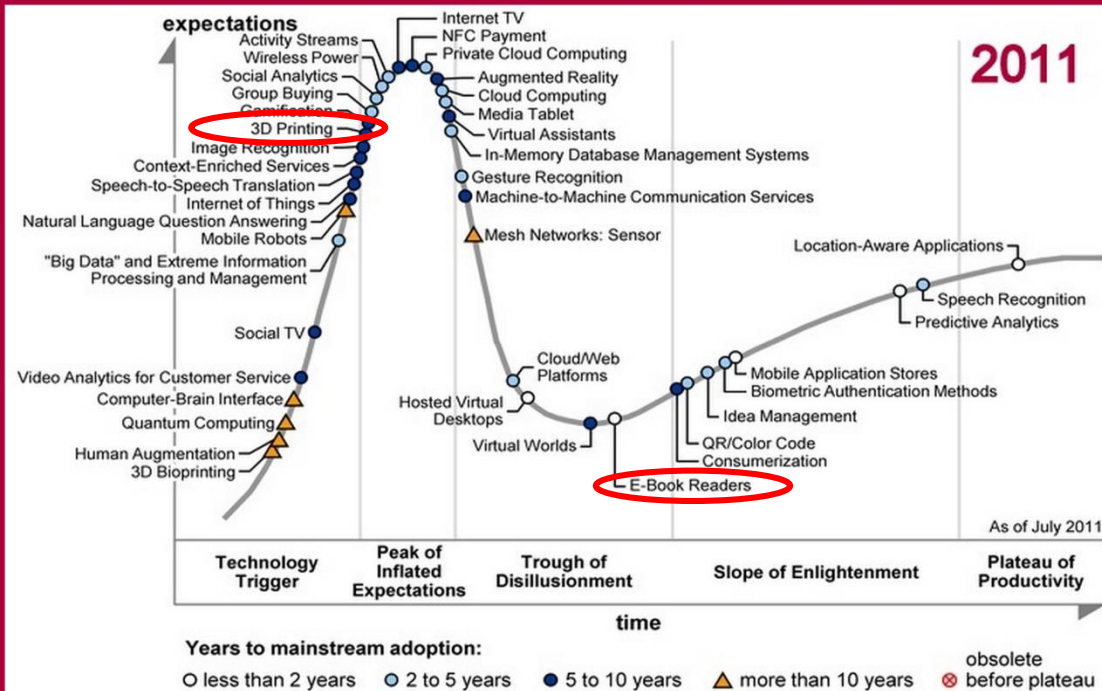 expectations
2011
Activity Streams
Wireless Power
Social Analytics
Group Buying
Gamification
3D Printing
Image Recognition
Context-Enriched Services
Speech-to-Speech Translation
Internet of Things
Natural Language Question Answering
Mobile Robots
"Big Data" and Extreme Information
Processing and Management
Social TV
Video Analytics for Customer Service
Computer-Brain Interface
Quantum Computing
Human Augmentation
3D Bioprinting
Internet TV
NFC Payment
Private Cloud Computing
Augmented Reality
Cloud Computing
Media Tablet
Virtual Assistants
In-Memory Database Management Systems
Gesture Recognition
Machine-to-Machine Communication Services
Mesh Networks: Sensor
Cloud/Web
Platforms
Hosted Virtual
Desktops
Virtual Worlds
E-Book Readers
Consumerization
QR/Color Code
Idea Management
Biometric Authentication Methods
Mobile Application Stores
Predictive Analytics
Speech Recognition
Location-Aware Applications
As of July 2011
Technology
Trigger
Peak of
Inflated
Expectations
Trough of
Disillusionment
Slope of Enlightenment
Plateau of
Productivity
time
Years to mainstream adoption:
less than 2 years
2 to 5 years
5 to 10 years
more than 10 years
obsolete
before plateau